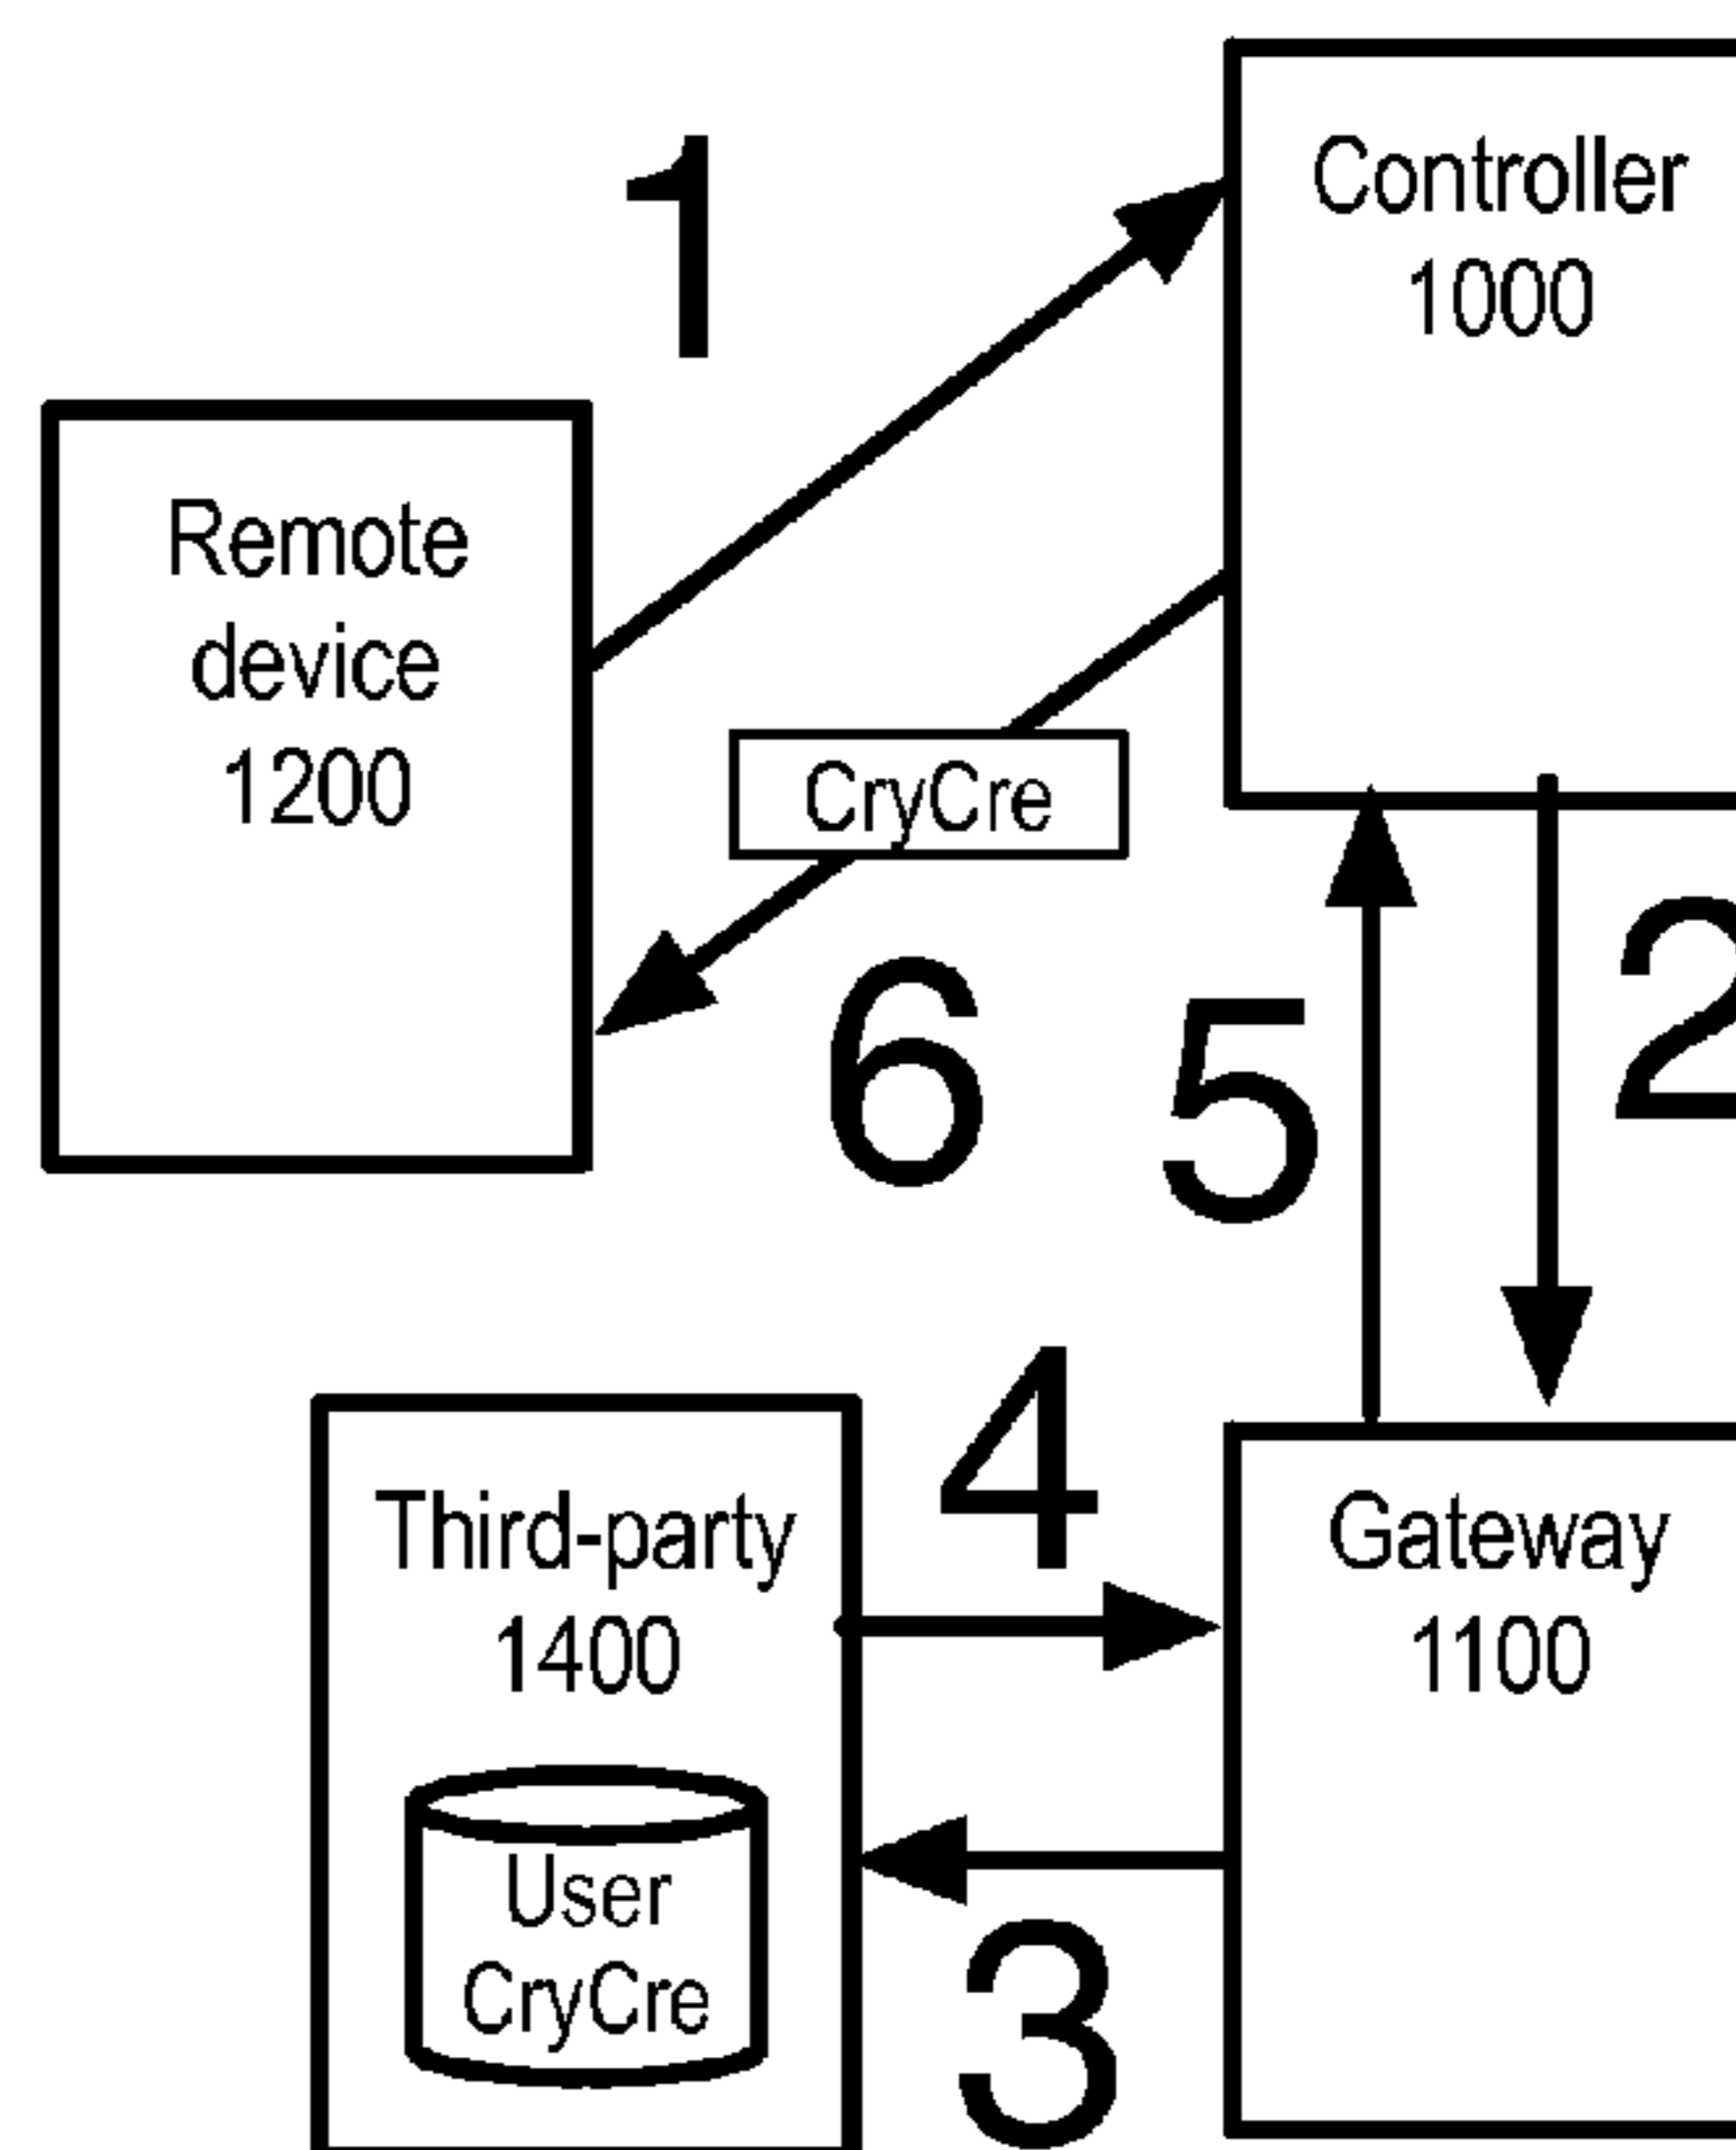 1
Controller
1000
Remote
device
1200
CryCre
6
5
2
4
Third-party
1400
User
CryCre
Gateway
1100
3